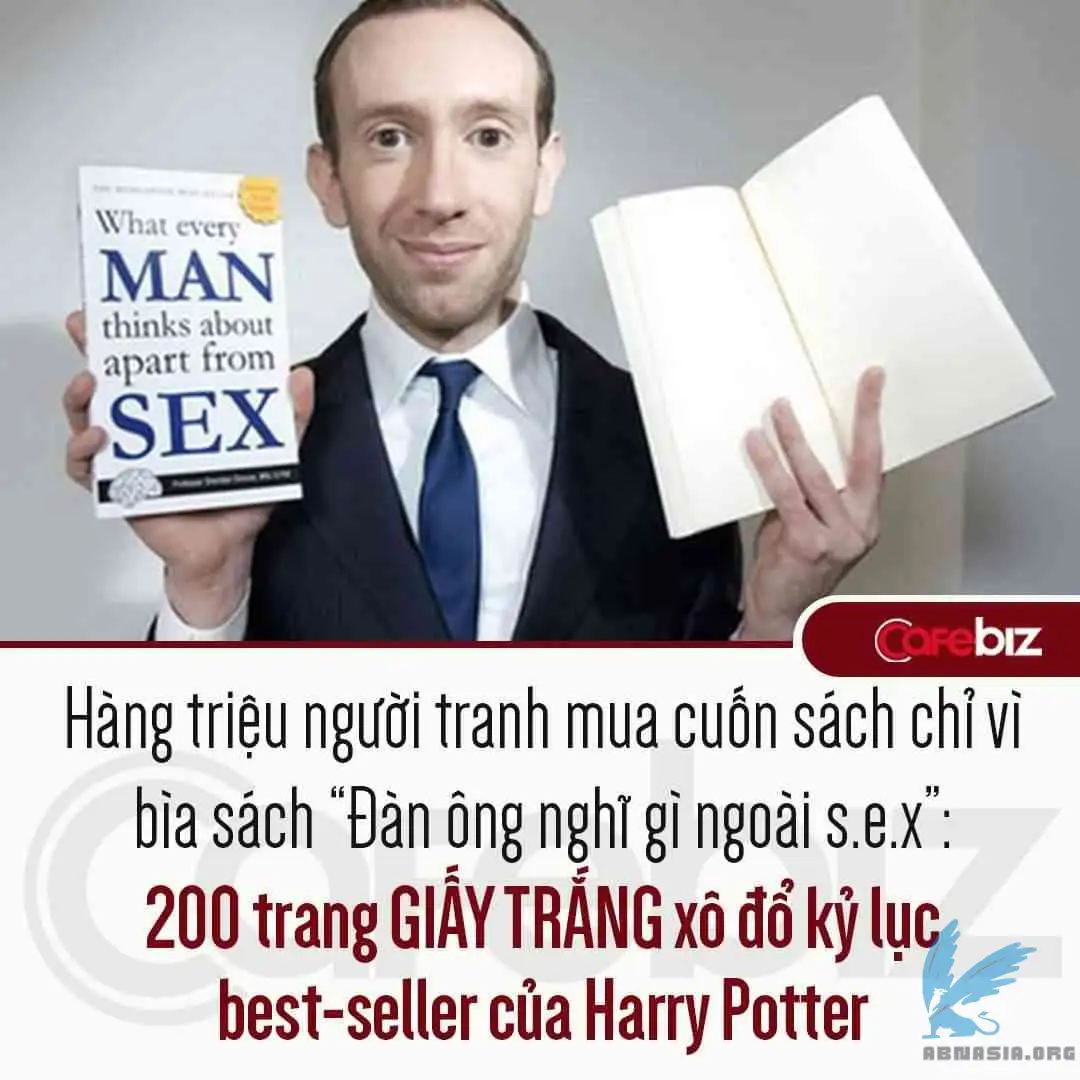 What every
MAN
thinks about
apart from
SEX
Carebiz
Hàng triệu người tranh mua cuốn sách chỉ vì
bìa sách “Đàn ông nghĩ gì ngoài s.e.x”:
200 trang GIẤY TRẮNG xô đổ kỷ lục
best-seller của Harry Potter
ABNASIA.ORG